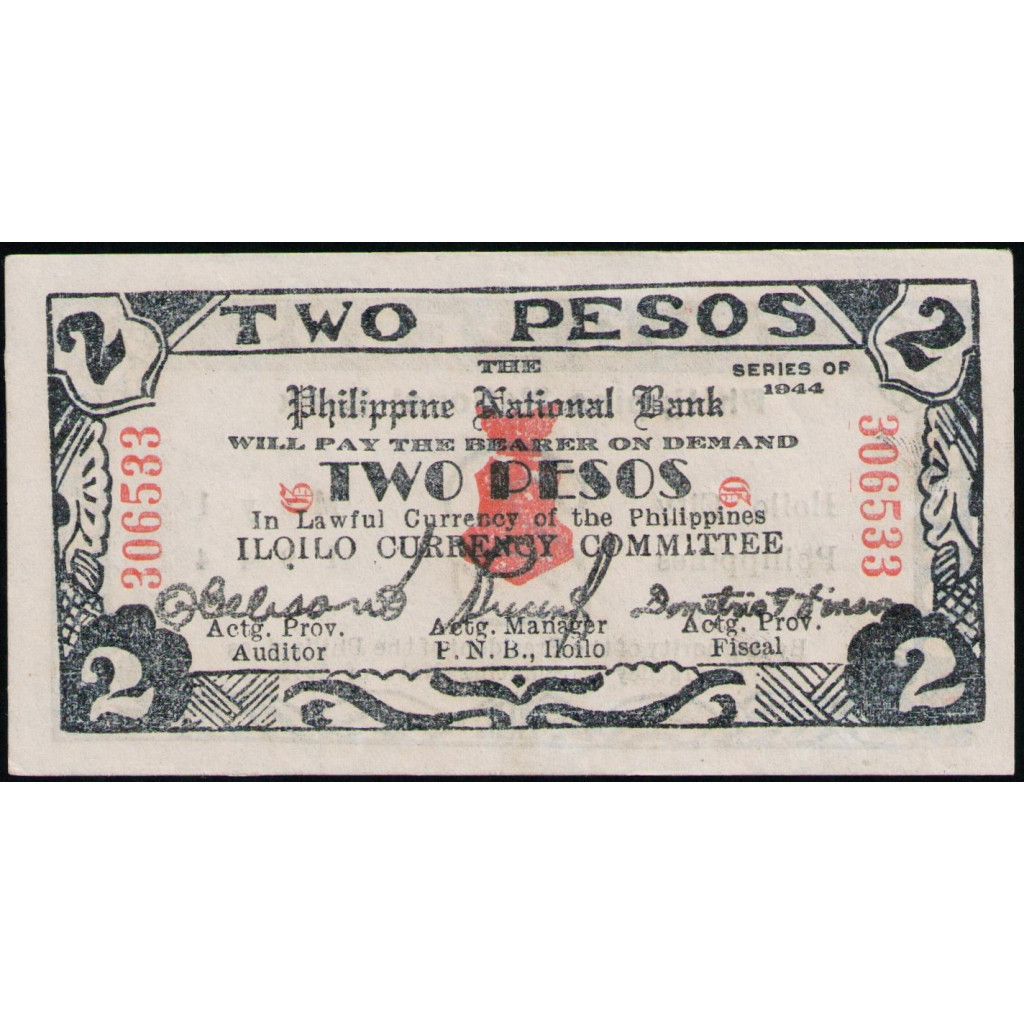 2 TWO PESOS 2
THE
SERIES OF
1944
Philippine National Bank
WILL PAY THE BEARER ON DEMAND
306533
306533
G TWO PESOS D
In Lawful Currency of the Philippines
ILOILO CURRENCY COMMITTEE
Actg. Prov.
Auditor
Actg. Manager
P. N. B., Iloilo
Actg. Prov.
Fiscal
2 2